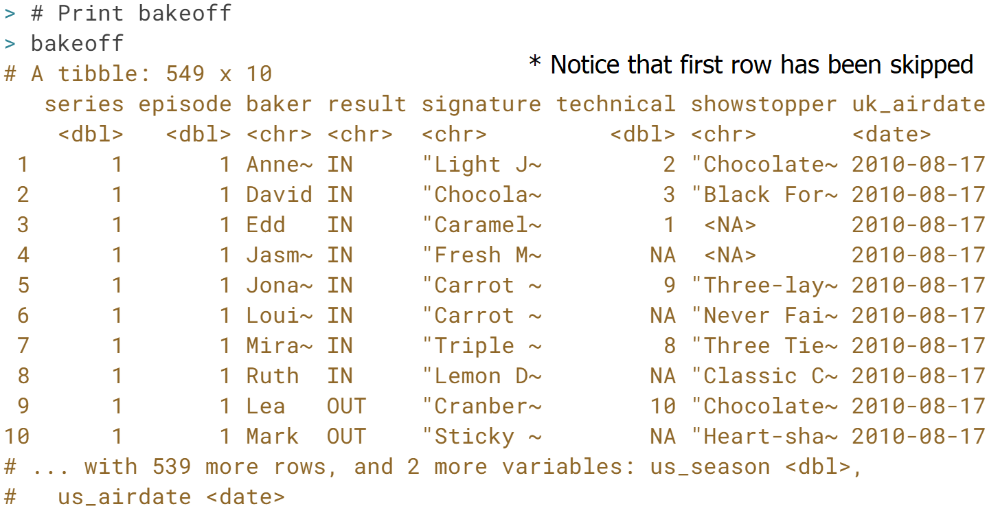 > # Print bakeoff
> bakeoff
* Notice that first row has been skipped
# A tibble: 549 x 10
   series episode baker result signature technical showstopper uk_airdate
    <dbl>   <dbl> <chr> <chr>  <chr>         <dbl> <chr>       <date>
 1      1       1 Anne~ IN     "Light J~         2 "Chocolate~ 2010-08-17
 2      1       1 David IN     "Chocola~         3 "Black For~ 2010-08-17
 3      1       1 Edd   IN     "Caramel~         1  <NA>       2010-08-17
 4      1       1 Jasm~ IN     "Fresh M~        NA  <NA>       2010-08-17
 5      1       1 Jona~ IN     "Carrot ~         9 "Three-lay~ 2010-08-17
 6      1       1 Loui~ IN     "Carrot ~        NA "Never Fai~ 2010-08-17
 7      1       1 Mira~ IN     "Triple ~         8 "Three Tie~ 2010-08-17
 8      1       1 Ruth  IN     "Lemon D~        NA "Classic C~ 2010-08-17
 9      1       1 Lea   OUT    "Cranber~        10 "Chocolate~ 2010-08-17
10      1       1 Mark  OUT    "Sticky ~        NA "Heart-sha~ 2010-08-17
# ... with 539 more rows, and 2 more variables: us_season <dbl>,
#   us_airdate <date>